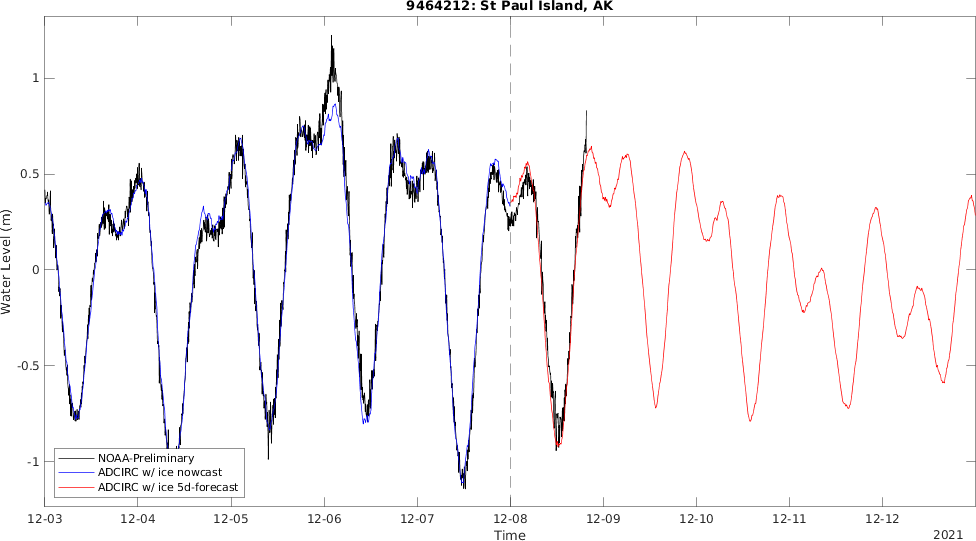 9464212: St Paul Island, AK
Water Level (m)
1
0.5
0
-0.5
-1
NOAA-Preliminary
ADCIRC w/ ice nowcast
ADCIRC w/ ice 5d-forecast
12-03 12-04 12-05 12-06 12-07 12-08 12-09 12-10 12-11 12-12
Time
2021